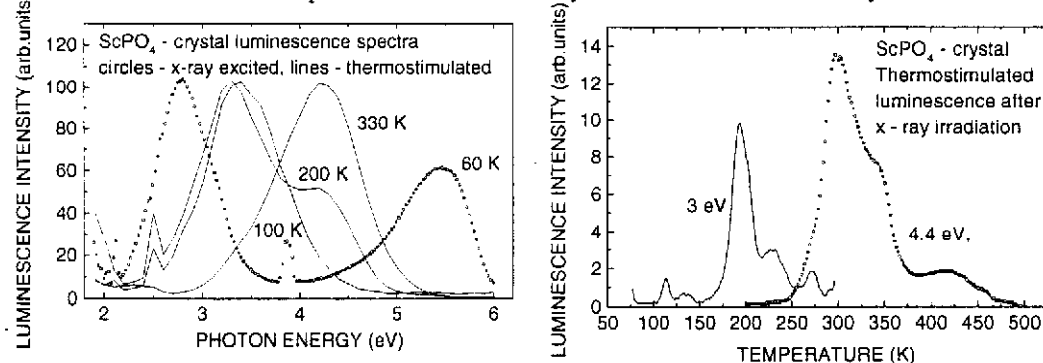 LUMINESCENCE INTENSITY (arb.units)
120
100
80
60
40
20
0
ScPO4 - crystal luminescence spectra
circles - x-ray excited, lines - thermostimulated
330 K
200 K
60 K
100 K
2 3 4 5 6
PHOTON ENERGY (eV)
LUMINESCENCE INTENSITY (arb.units)
14
12
10
8
6
4
2
0
ScPO4 - crystal
Thermostimulated
luminescence after
x - ray irradiation
3 eV
4.4 eV
50 100 150 200 250 300 350 400 450 500
TEMPERATURE (K)